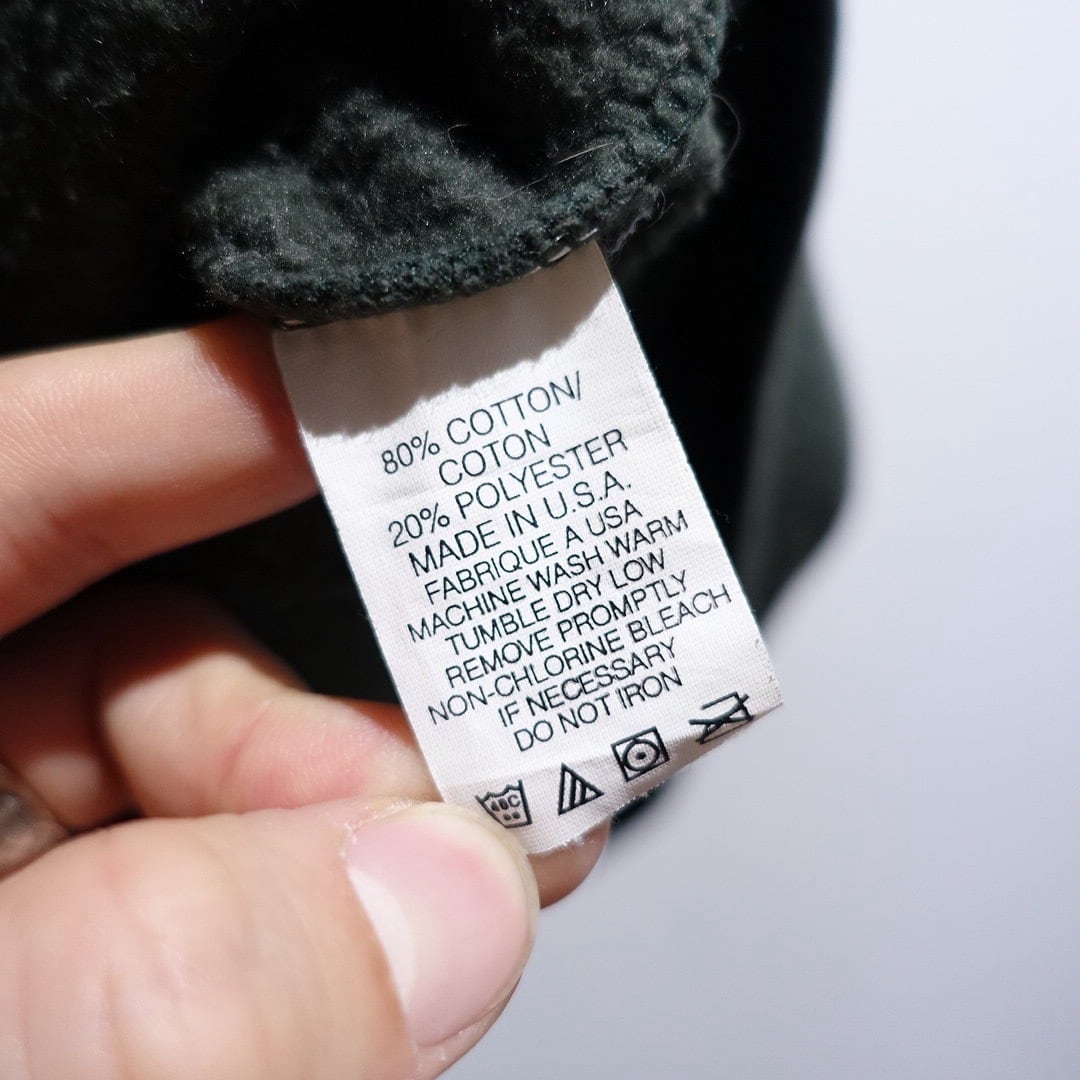 80% COTTON/
COTON
20% POLYESTER
MADE IN U.S.A.
FABRIQUE A USA
MACHINE WASH WARM
TUMBLE DRY LOW
REMOVE PROMPTLY
NON-CHLORINE BLEACH
IF NECESSARY
DO NOT IRON
40C